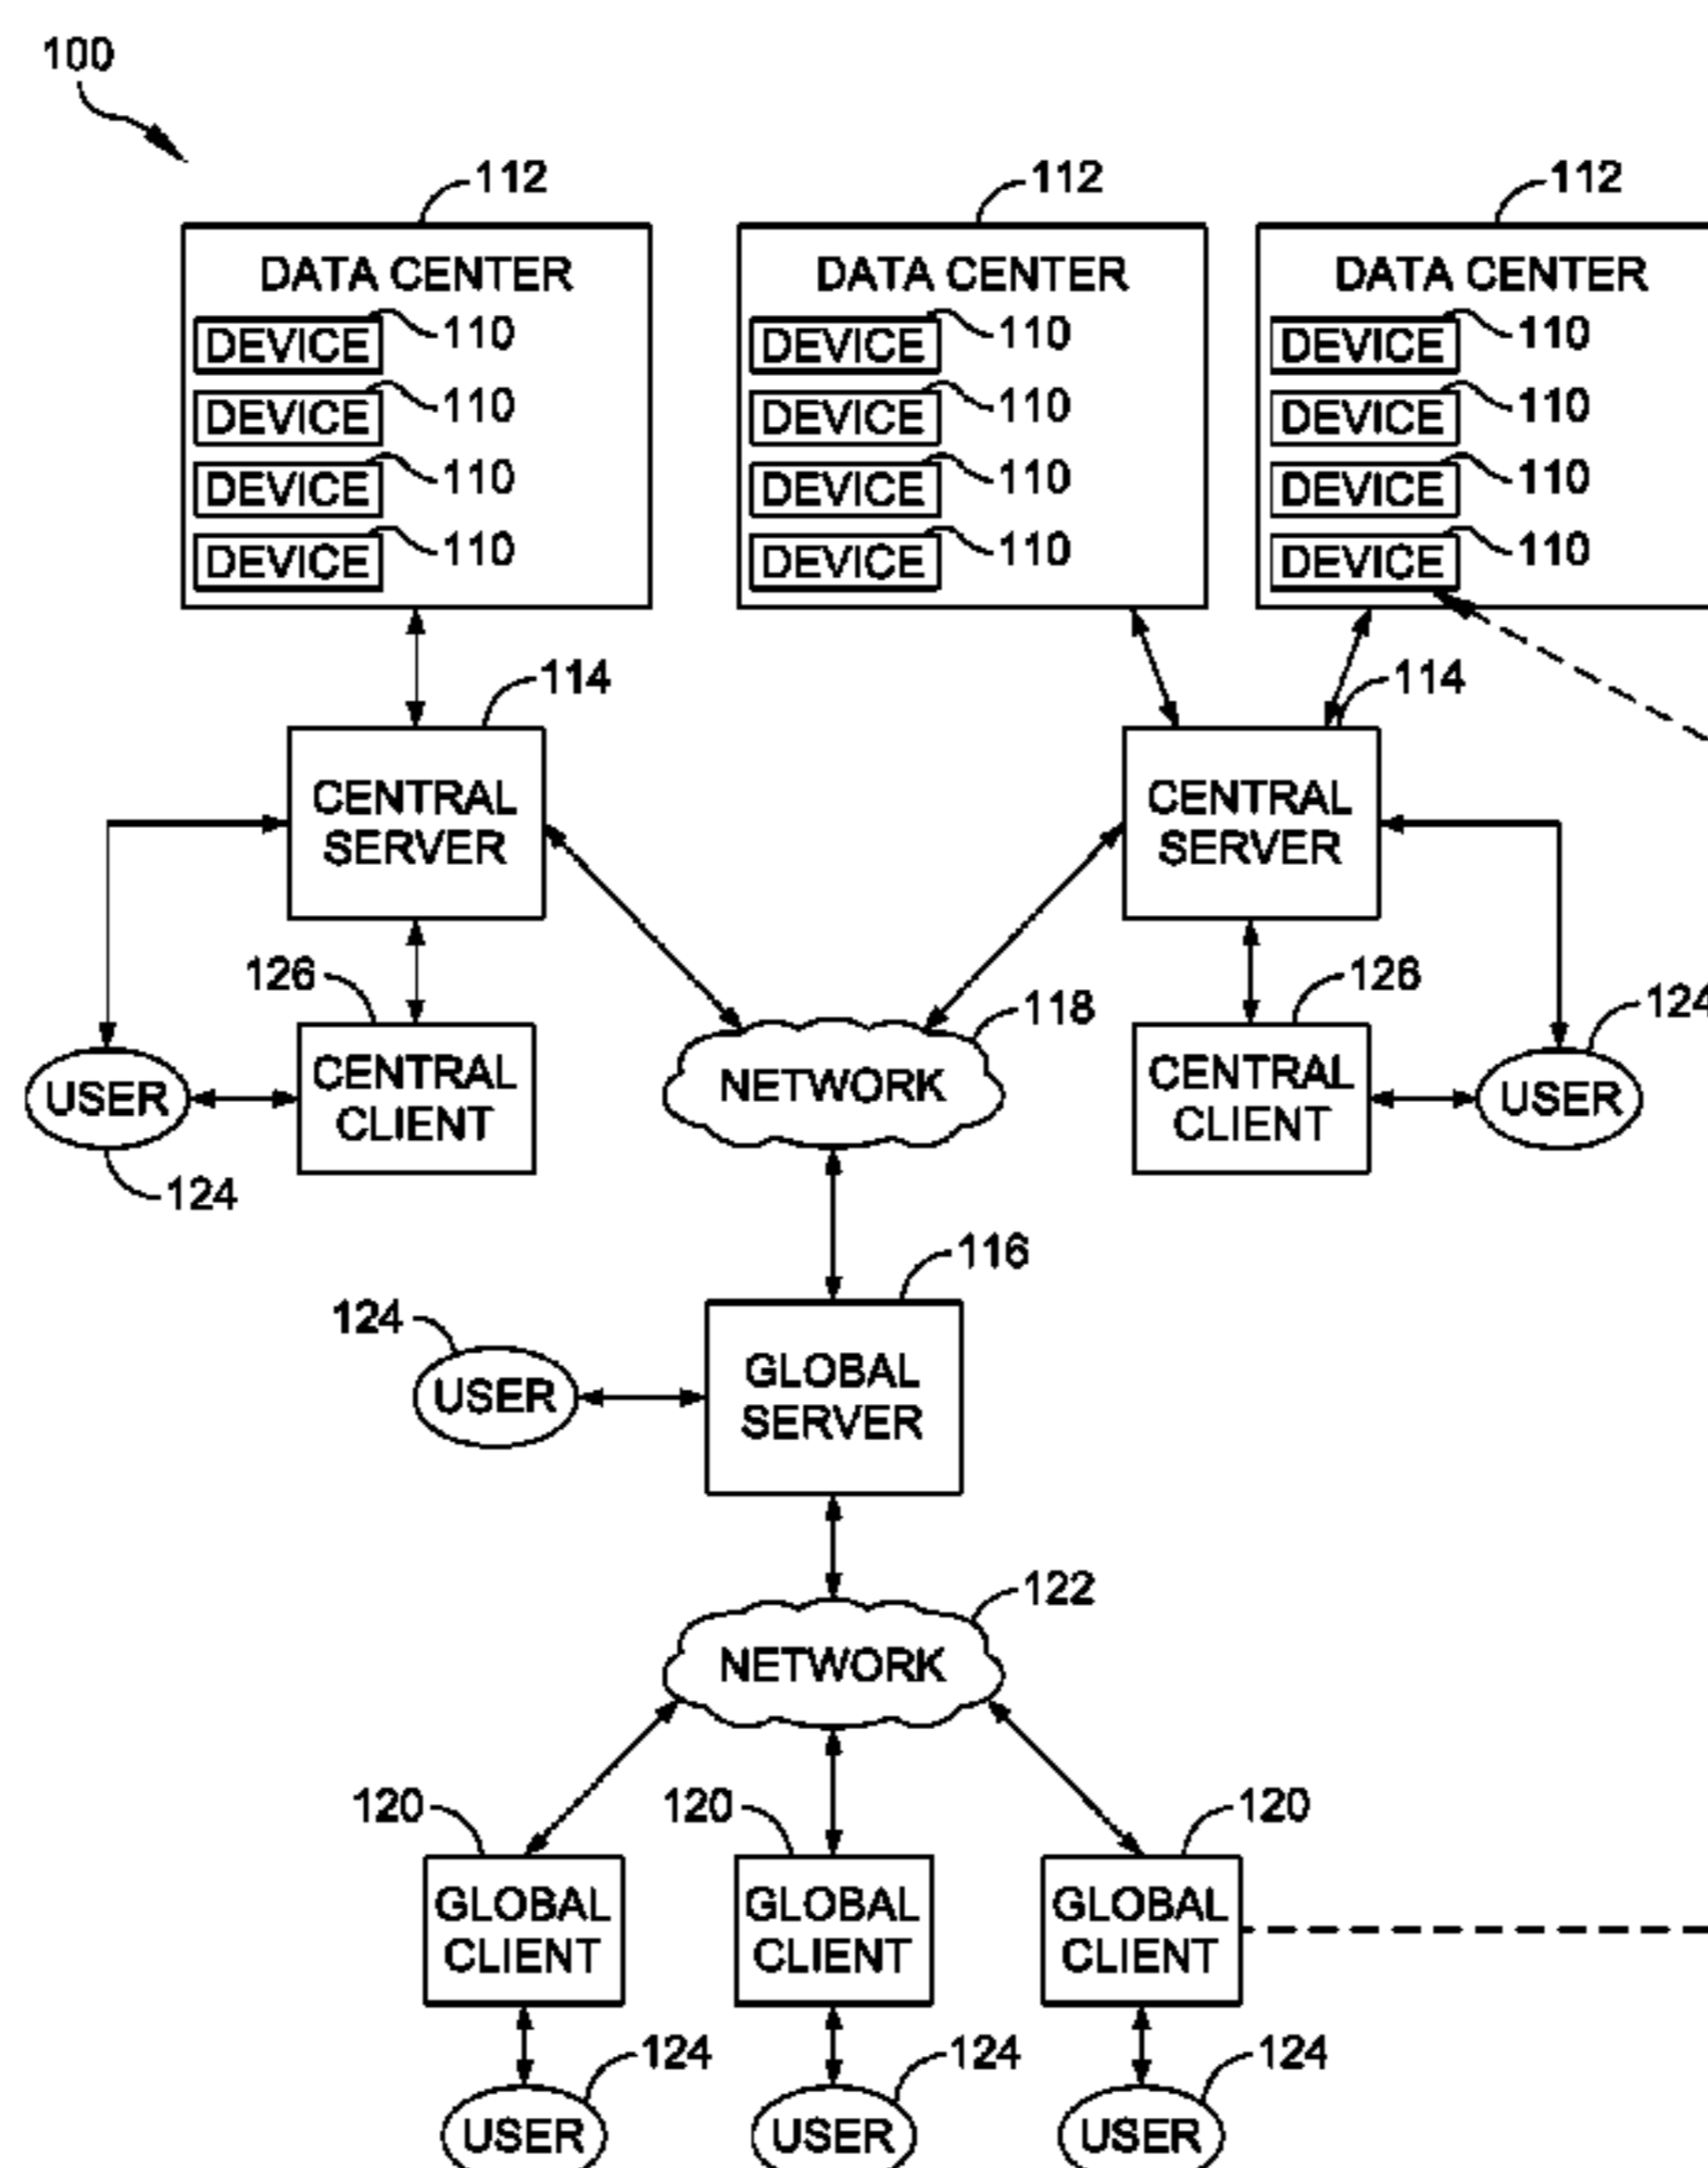 100
112
112
112
DATA CENTER
DATA CENTER
DATA CENTER
DEVICE 110
DEVICE 110
DEVICE 110
DEVICE 110
DEVICE 110
DEVICE 110
DEVICE 110
DEVICE 110
DEVICE 110
DEVICE 110
DEVICE 110
DEVICE 110
114
114
CENTRAL
SERVER
CENTRAL
SERVER
126
118
126
124
USER
CENTRAL
CLIENT
NETWORK
CENTRAL
CLIENT
USER
124
116
124
USER
GLOBAL
SERVER
122
NETWORK
120
120
120
GLOBAL
CLIENT
GLOBAL
CLIENT
GLOBAL
CLIENT
124
124
124
USER
USER
USER